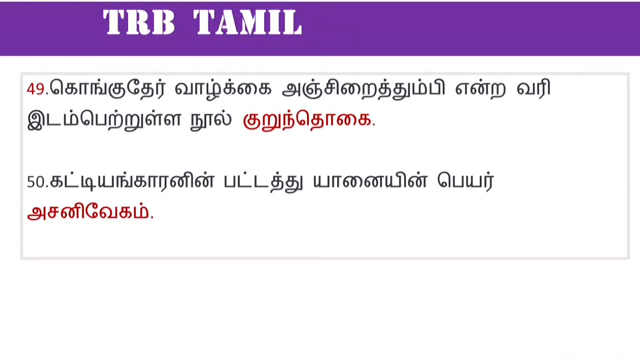 TRB TAMIL
49.கொங்குதேர் வாழ்க்கை அஞ்சிறைத்தும்பி என்ற வரி
இடம்பெற்றுள்ள நூல் குறுந்தொகை.
50.கட்டியங்காரனின் பட்டத்து யானையின் பெயர்
அசனிவேகம்.